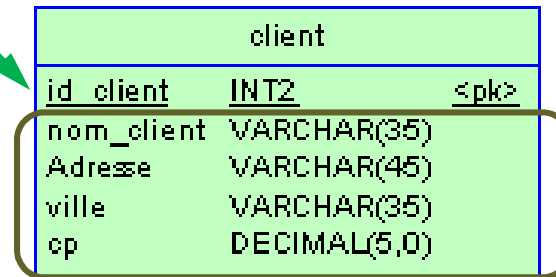 client
id_client INT2 <pk>
nom_client VARCHAR(35)
Adresse VARCHAR(45)
ville VARCHAR(35)
cp DECIMAL(5,0)